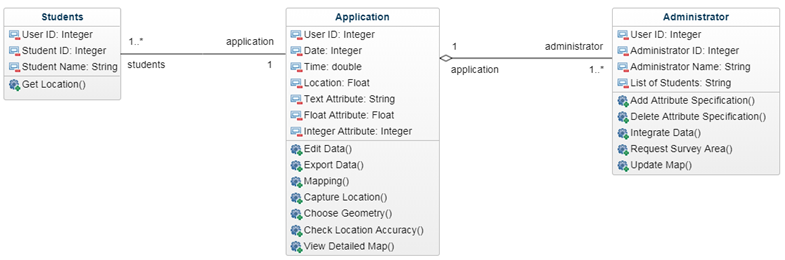 Students
User ID: Integer
Student ID: Integer
Student Name: String
Get Location()
1..*
application
students
1
Application
User ID: Integer
Date: Integer
Time: double
Location: Float
Text Attribute: String
Float Attribute: Float
Integer Attribute: Integer
Edit Data()
Export Data()
Mapping()
Capture Location()
Choose Geometry()
Check Location Accuracy()
View Detailed Map()
1
administrator
application
1..*
Administrator
User ID: Integer
Administrator ID: Integer
Administrator Name: String
List of Students: String
Add Attribute Specification()
Delete Attribute Specification()
Integrate Data()
Request Survey Area()
Update Map()